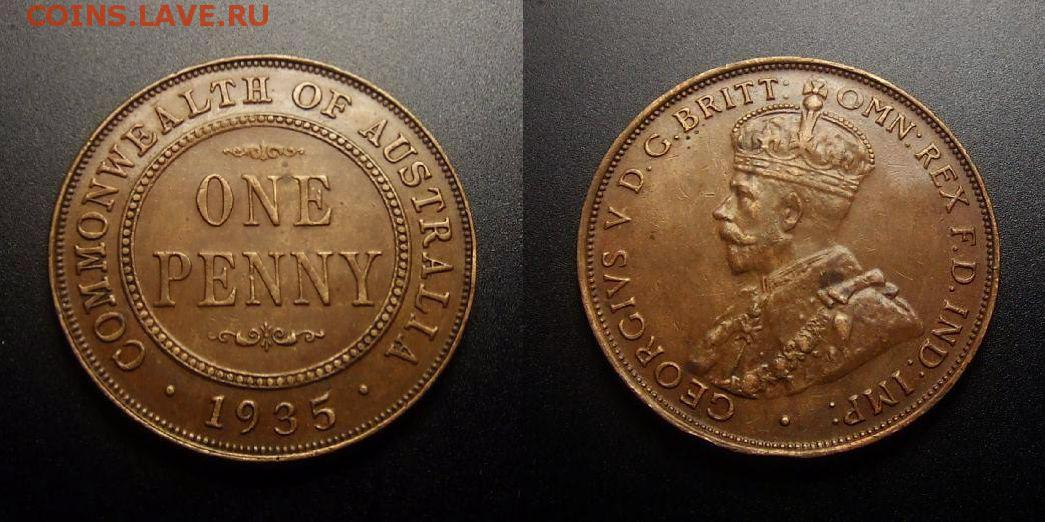 COINS.LAVE.RU
COMMONWEALTH OF AUSTRALIA
ONE
PENNY
· 1935 ·
GEORGIVS V D.G.BRITT: OMN: REX F.D. IND: IMP: